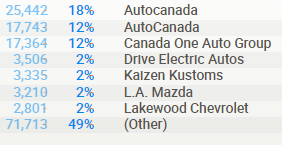 25,442 18% Autocanada
17,743 12% AutoCanada
17,364 12% Canada One Auto Group
3,506 2% Drive Electric Autos
3,335 2% Kaizen Kustoms
3,210 2% L.A. Mazda
2,801 2% Lakewood Chevrolet
71,713 49% (Other)